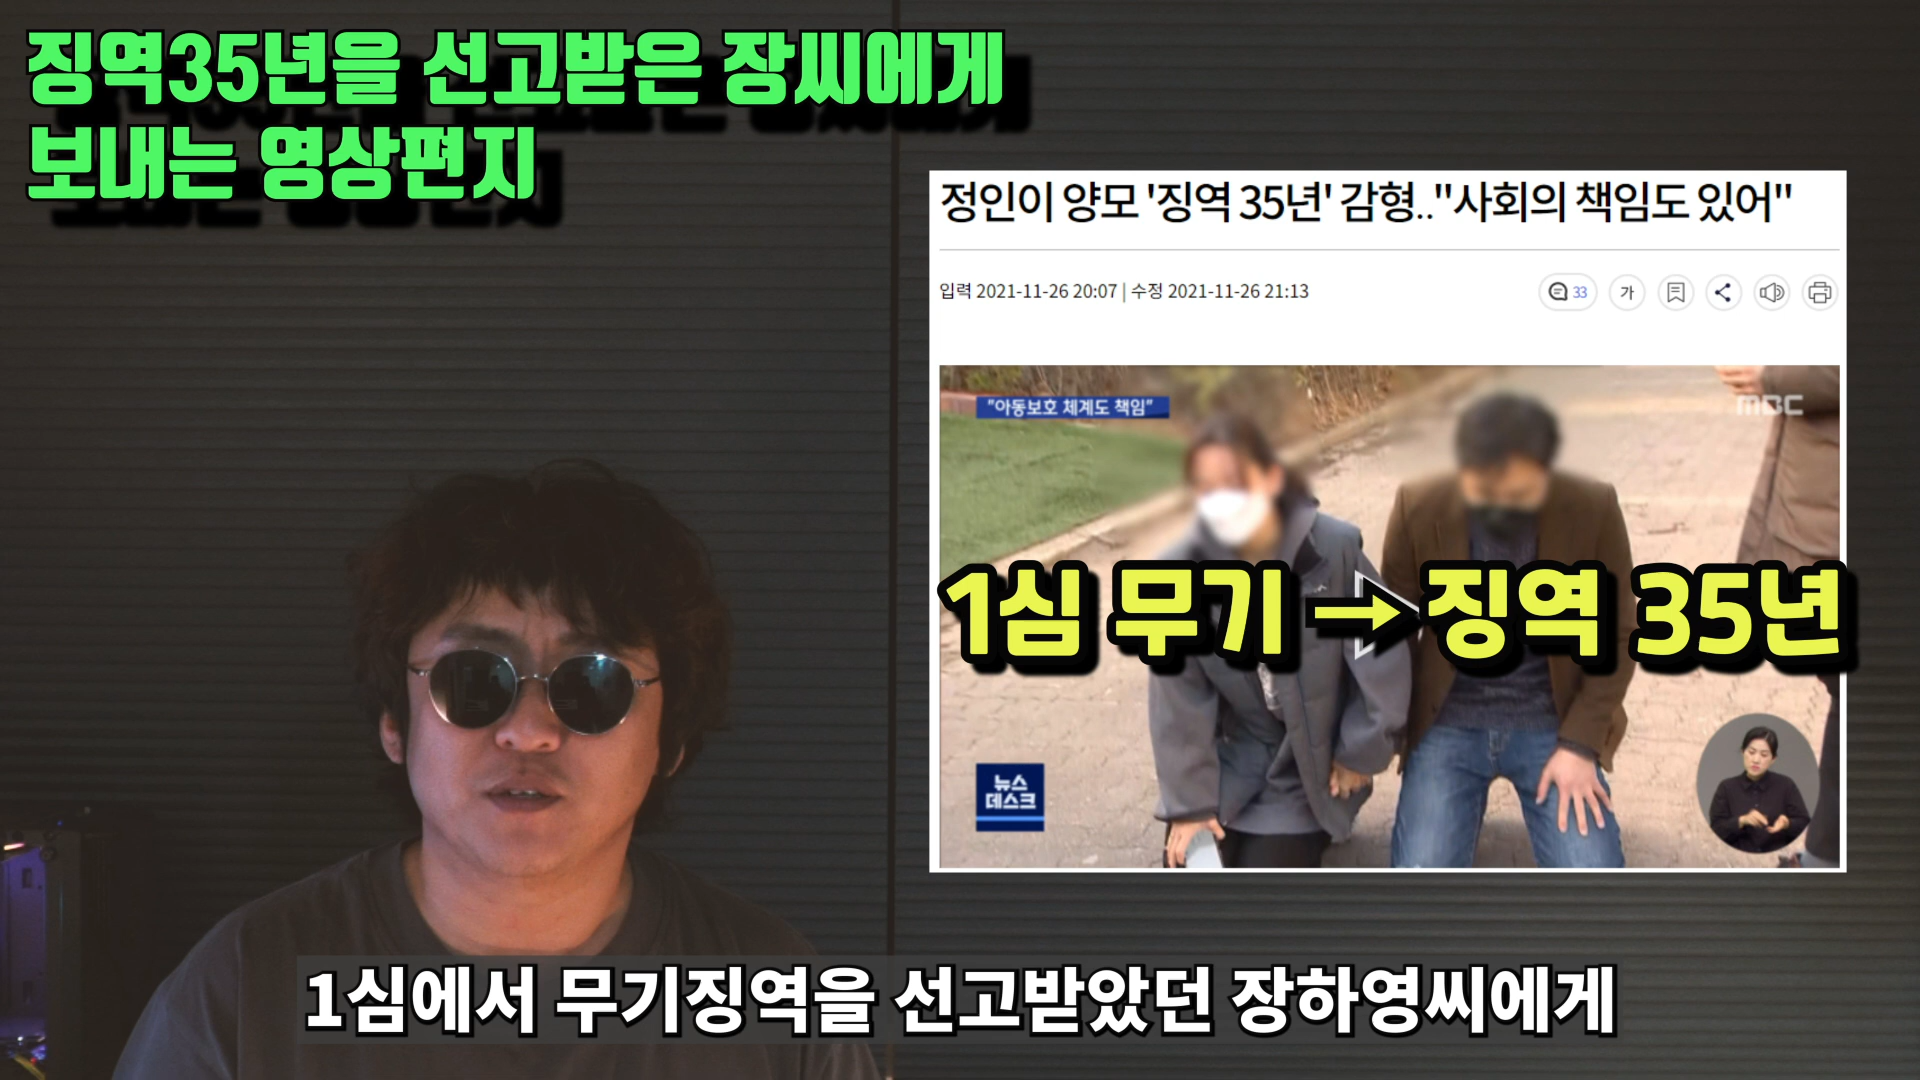 징역35년을 선고받은 장씨에게
보내는 영상편지
정인이 양모 '징역 35년' 감형.."사회의 책임도 있어"
입력 2021-11-26 20:07 | 수정 2021-11-26 21:13
33
가
"아동보호 체계도 책임"
MBC
1심 무기 → 징역 35년
뉴스
데스크
1심에서 무기징역을 선고받았던 장하영씨에게